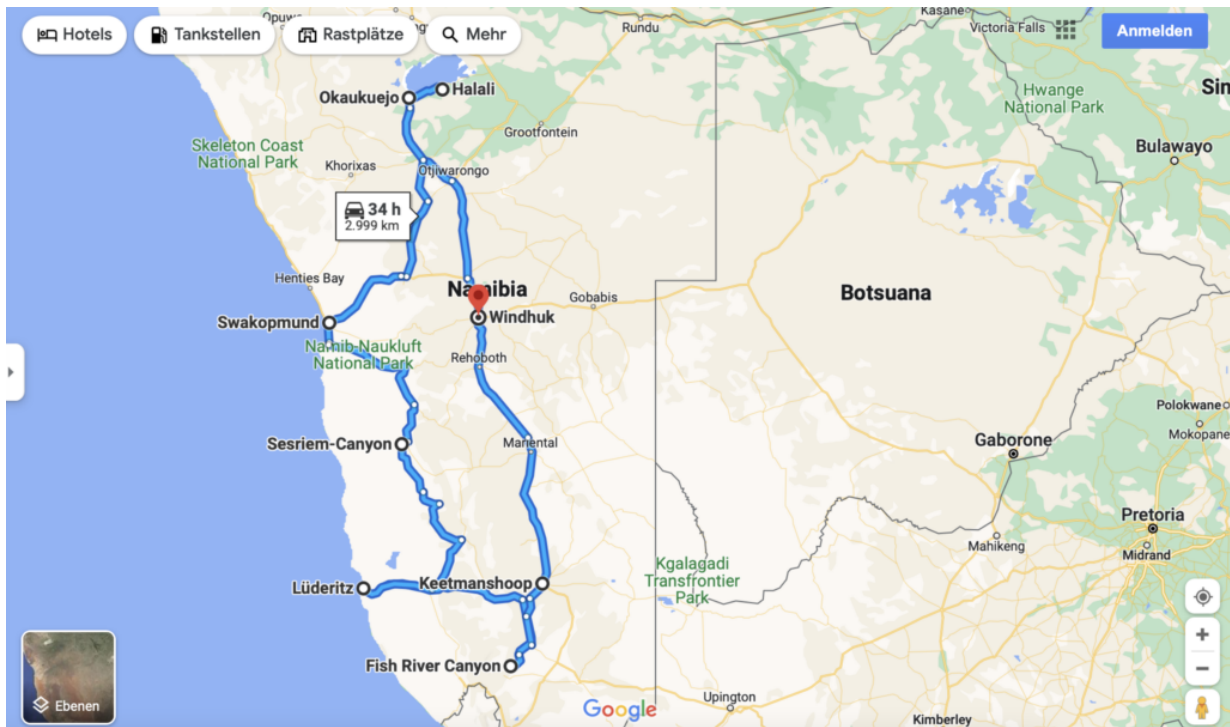 Hotels
Tankstellen
Rastplätze
Mehr
Anmelden
Opuwo
Rundu
Kasane
Victoria Falls
Okaukuejo
Halali
Hwange
National Park
Sin
Skeleton Coast
National Park
Grootfontein
Khorixas
Otjiwarongo
Bulawayo
34 h
2.999 km
Henties Bay
Namibia
Gobabis
Botsuana
Swakopmund
Windhuk
Namib-Naukluft
National Park
Rehoboth
Polokwane
Mokopane
Sesriem-Canyon
Mariental
Gaborone
Pretoria
Mahikeng
Midrand
Kgalagadi
Transfrontier
Park
Lüderitz
Keetmanshoop
Fish River Canyon
Ebenen
Google
Upington
Kimberley